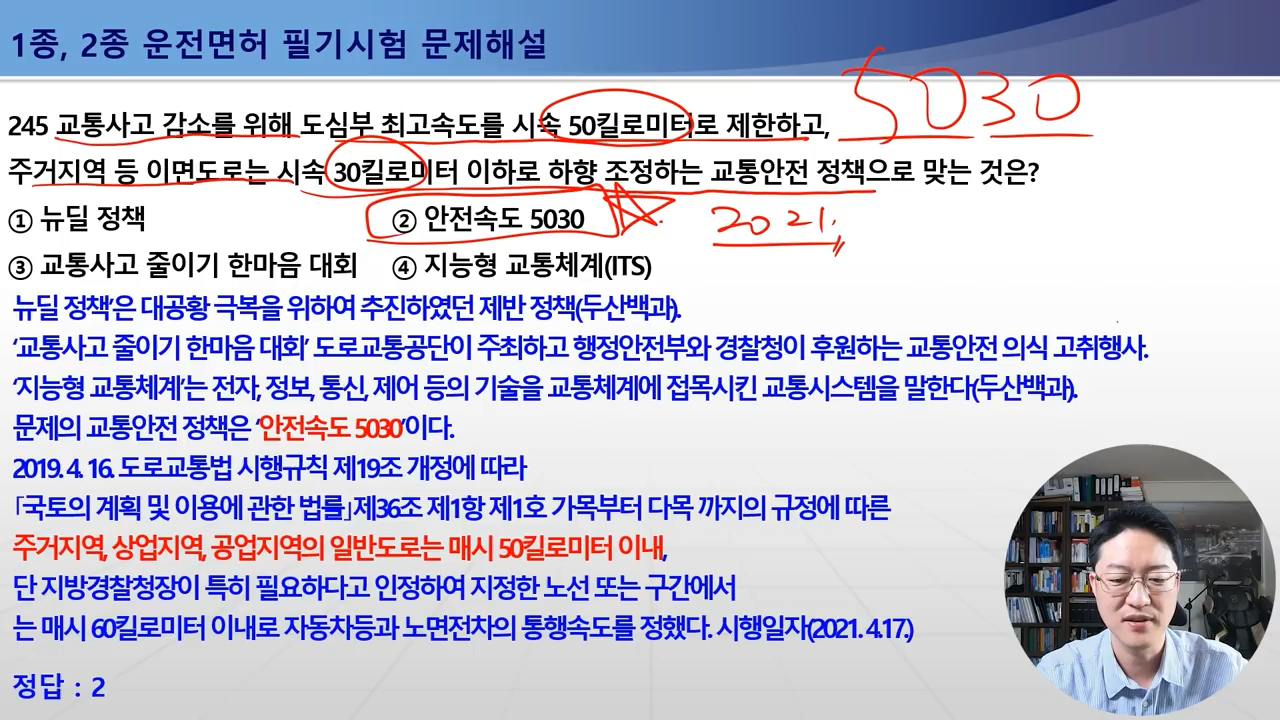 1종, 2종 운전면허 필기시험 문제해설
5030
245 교통사고 감소를 위해 도심부 최고속도를 시속 50킬로미터로 제한하고,
주거지역 등 이면도로는 시속 30킬로미터 이하로 하향 조정하는 교통안전 정책으로 맞는 것은?
① 뉴딜 정책 ② 안전속도 5030
2021.
③ 교통사고 줄이기 한마음 대회 ④ 지능형 교통체계(ITS)
뉴딜 정책’은 대공황 극복을 위하여 추진하였던 제반 정책(두산백과).
‘교통사고 줄이기 한마음 대회’ 도로교통공단이 주최하고 행정안전부와 경찰청이 후원하는 교통안전 의식 고취행사.
‘지능형 교통체계’는 전자, 정보, 통신, 제어 등의 기술을 교통체계에 접목시킨 교통시스템을 말한다(두산백과).
문제의 교통안전 정책은 ‘안전속도 5030’이다.
2019. 4. 16. 도로교통법 시행규칙 제19조 개정에 따라
「국토의 계획 및 이용에 관한 법률」제36조 제1항 제1호 가목부터 다목 까지의 규정에 따른
주거지역, 상업지역, 공업지역의 일반도로는 매시 50킬로미터 이내,
단 지방경찰청장이 특히 필요하다고 인정하여 지정한 노선 또는 구간에서
는 매시 60킬로미터 이내로 자동차등과 노면전차의 통행속도를 정했다. 시행일자(2021. 4.17.)
정답 : 2